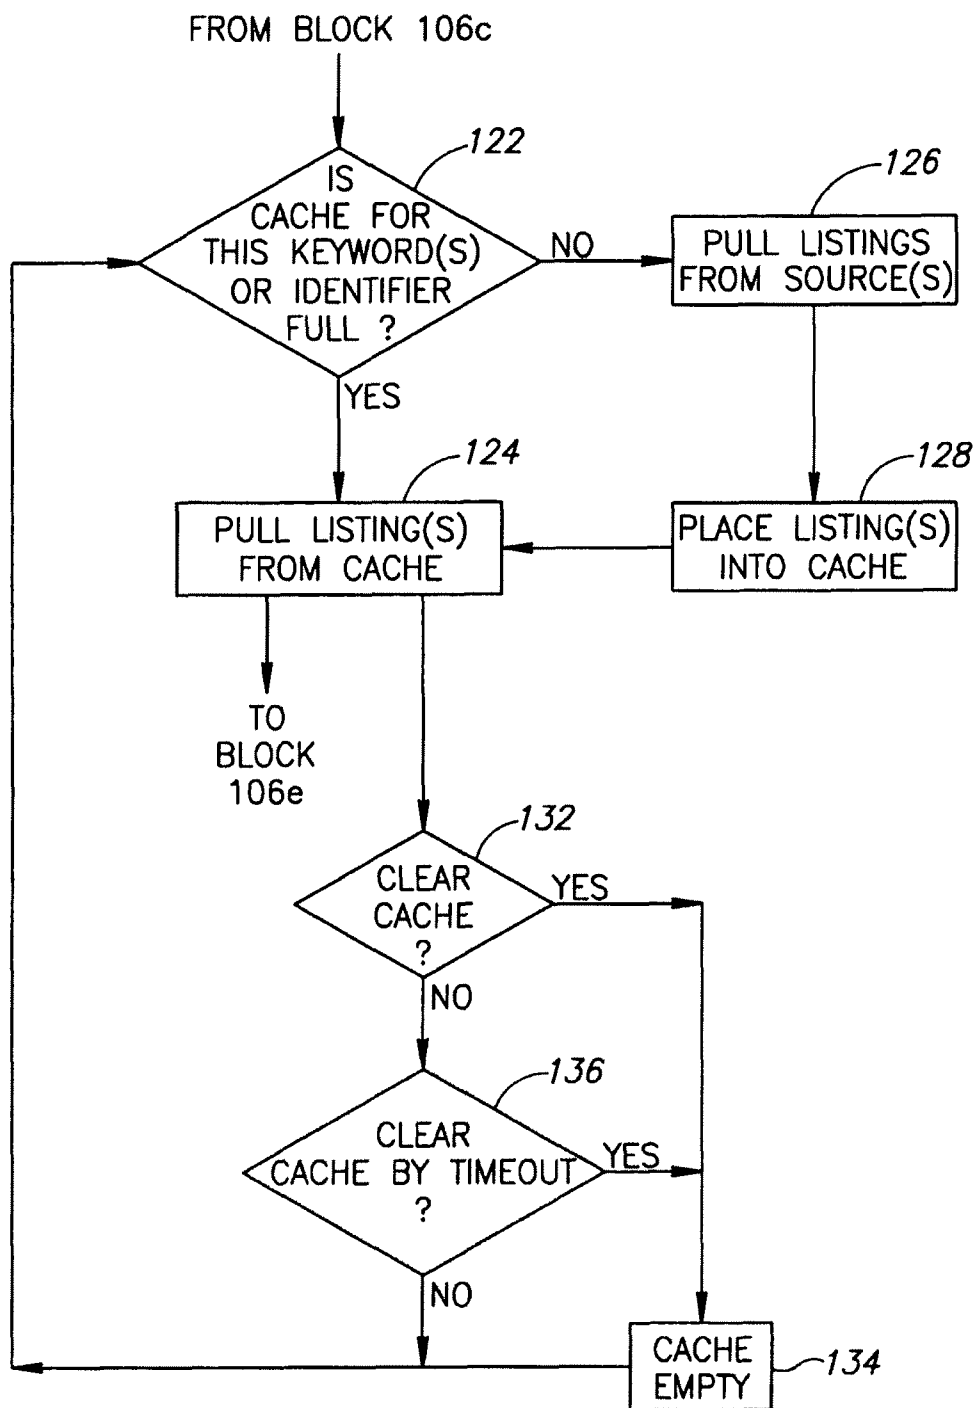 FROM BLOCK 106c
122
IS
CACHE FOR
THIS KEYWORD(S)
OR IDENTIFIER
FULL ?
NO
126
PULL LISTINGS
FROM SOURCE(S)
YES
124
PULL LISTING(S)
FROM CACHE
128
PLACE LISTING(S)
INTO CACHE
TO
BLOCK
106e
132
CLEAR
CACHE
?
YES
NO
136
CLEAR
CACHE BY TIMEOUT
?
YES
NO
CACHE
EMPTY
134